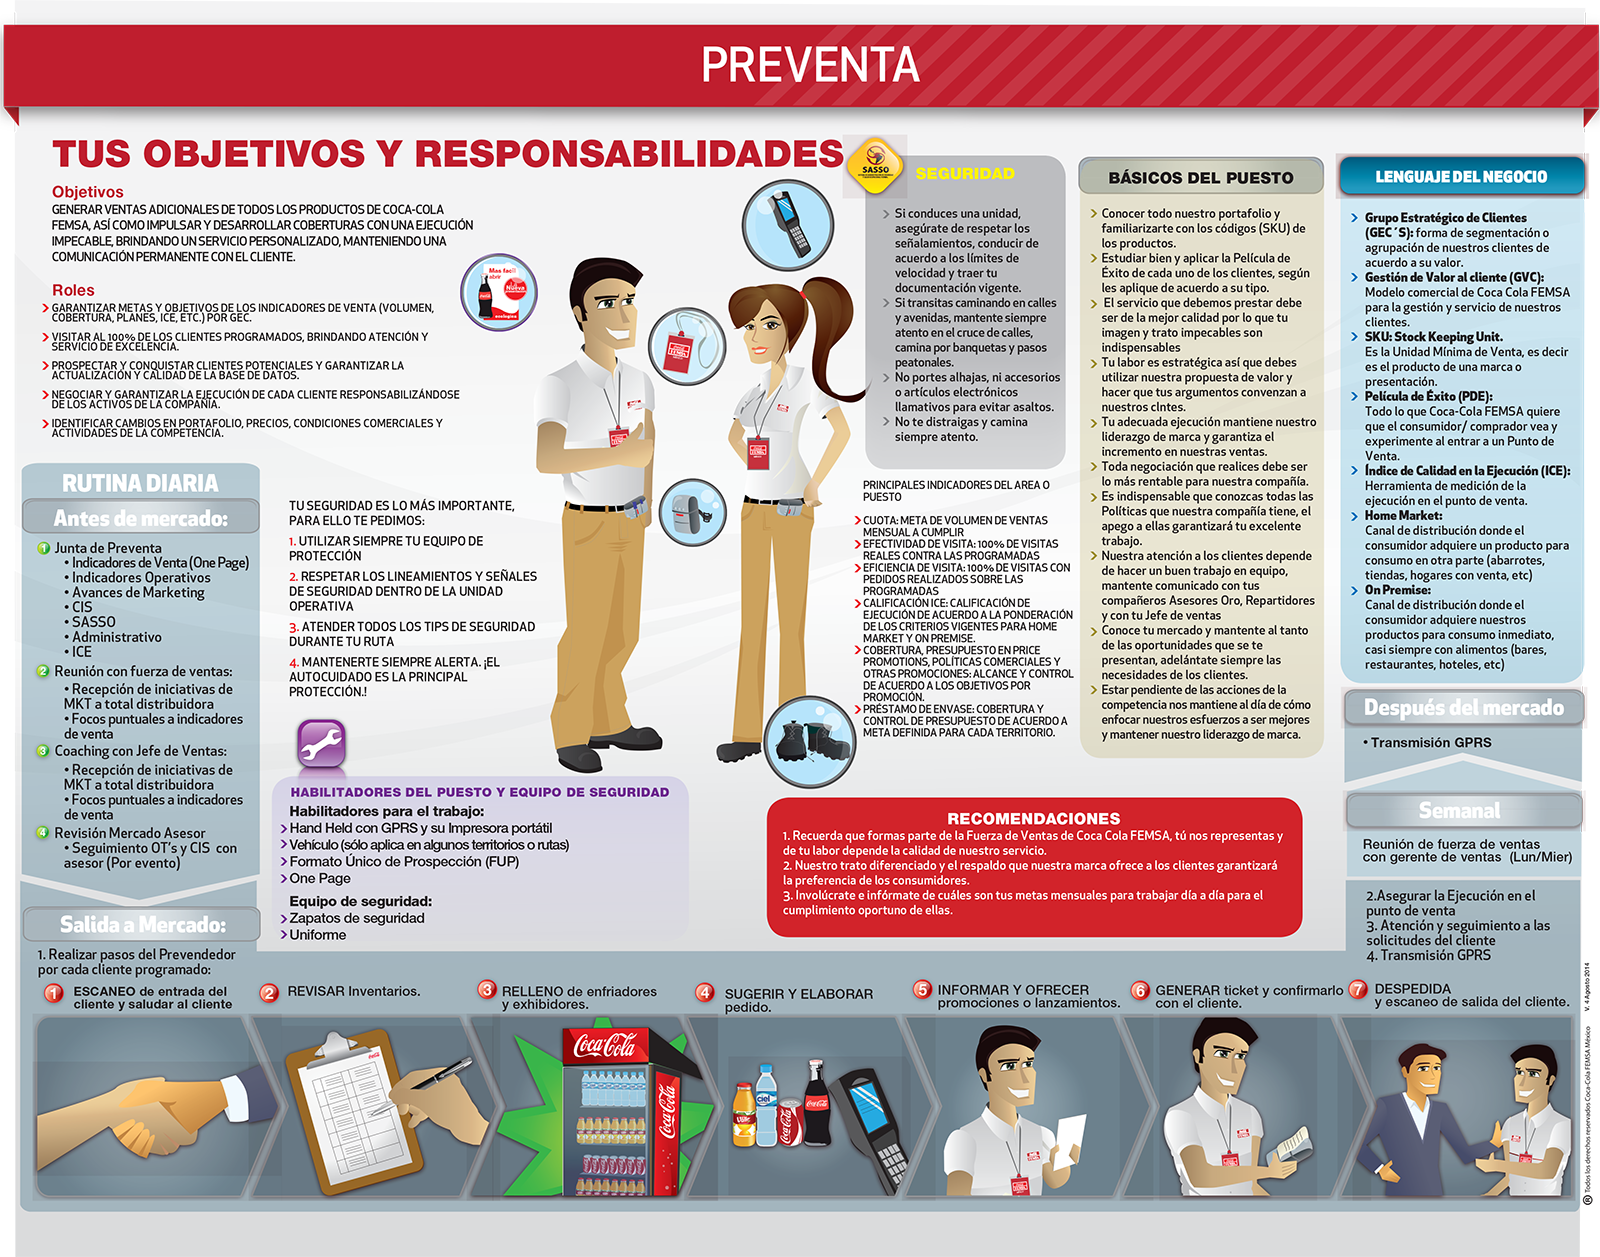 PREVENTA
TUS OBJETIVOS Y RESPONSABILIDADES
Objetivos
GENERAR VENTAS ADICIONALES DE TODOS LOS PRODUCTOS DE COCA-COLA
FEMSA, ASÍ COMO IMPULSAR Y DESARROLLAR COBERTURAS CON UNA EJECUCIÓN
IMPECABLE, BRINDANDO UN SERVICIO PERSONALIZADO, MANTENIENDO UNA
COMUNICACIÓN PERMANENTE CON EL CLIENTE.
Roles
GARANTIZAR METAS Y OBJETIVOS DE LOS INDICADORES DE VENTA (VOLUMEN,
COBERTURA, PLANES, ICE, ETC.) POR GEC.
VISITAR AL 100% DE LOS CLIENTES PROGRAMADOS, BRINDANDO ATENCIÓN Y
SERVICIO DE EXCELENCIA.
PROSPECTAR Y CONQUISTAR CLIENTES POTENCIALES Y GARANTIZAR LA
ACTUALIZACIÓN Y CALIDAD DE LA BASE DE DATOS.
NEGOCIAR Y GARANTIZAR LA EJECUCIÓN DE CADA CLIENTE RESPONSABILIZÁNDOSE
DE LOS ACTIVOS DE LA COMPAÑÍA.
IDENTIFICAR CAMBIOS EN PORTAFOLIO, PRECIOS, CONDICIONES COMERCIALES Y
ACTIVIDADES DE LA COMPETENCIA.
Mas facil
abrir
Nueva
ecologica
RUTINA DIARIA
Antes de mercado:
1 Junta de Preventa
• Indicadores de Venta (One Page)
• Indicadores Operativos
• Avances de Marketing
• CIS
• SASSO
• Administrativo
• ICE
2 Reunión con fuerza de ventas:
• Recepción de iniciativas de
MKT a total distribuidora
• Focos puntuales a indicadores
de venta
3 Coaching con Jefe de Ventas:
• Recepción de iniciativas de
MKT a total distribuidora
• Focos puntuales a indicadores
de venta
4 Revisión Mercado Asesor
• Seguimiento OT's y CIS con
asesor (Por evento)
TU SEGURIDAD ES LO MÁS IMPORTANTE,
PARA ELLO TE PEDIMOS:
1. UTILIZAR SIEMPRE TU EQUIPO DE
PROTECCIÓN
2. RESPETAR LOS LINEAMIENTOS Y SEÑALES
DE SEGURIDAD DENTRO DE LA UNIDAD
OPERATIVA
3. ATENDER TODOS LOS TIPS DE SEGURIDAD
DURANTE TU RUTA
4. MANTENERTE SIEMPRE ALERTA. ¡EL
AUTOCUIDADO ES LA PRINCIPAL
PROTECCIÓN.!
HABILITADORES DEL PUESTO Y EQUIPO DE SEGURIDAD
Habilitadores para el trabajo:
Hand Held con GPRS y su Impresora portátil
Vehículo (sólo aplica en algunos territorios o rutas)
Formato Único de Prospección (FUP)
One Page
Equipo de seguridad:
Zapatos de seguridad
Uniforme
SASSO
SEGURIDAD
Si conduces una unidad,
asegúrate de respetar los
señalamientos, conducir de
acuerdo a los límites de
velocidad y traer tu
documentación vigente.
Si transitas caminando en calles
y avenidas, mantente siempre
atento en el cruce de calles,
camina por banquetas y pasos
peatonales.
No portes alhajas, ni accesorios
o artículos electrónicos
llamativos para evitar asaltos.
No te distraigas y camina
siempre atento.
PRINCIPALES INDICADORES DEL AREA O
PUESTO
CUOTA: META DE VOLUMEN DE VENTAS
MENSUAL A CUMPLIR
EFECTIVIDAD DE VISITA: 100% DE VISITAS
REALES CONTRA LAS PROGRAMADAS
EFICIENCIA DE VISITA: 100% DE VISITAS CON
PEDIDOS REALIZADOS SOBRE LAS
PROGRAMADAS
CALIFICACIÓN ICE: CALIFICACIÓN DE
EJECUCIÓN DE ACUERDO A LA PONDERACIÓN
DE LOS CRITERIOS VIGENTES PARA HOME
MARKET Y ON PREMISE.
COBERTURA, PRESUPUESTO EN PRICE
PROMOTIONS, POLÍTICAS COMERCIALES Y
OTRAS PROMOCIONES: ALCANCE Y CONTROL
DE ACUERDO A LOS OBJETIVOS POR
PROMOCIÓN.
PRÉSTAMO DE ENVASE: COBERTURA Y
CONTROL DE PRESUPUESTO DE ACUERDO A
META DEFINIDA PARA CADA TERRITORIO.
BÁSICOS DEL PUESTO
Conocer todo nuestro portafolio y
familiarizarte con los códigos (SKU) de
los productos.
Estudiar bien y aplicar la Película de
Éxito de cada uno de los clientes, según
les aplique de acuerdo a su tipo.
El servicio que debemos prestar debe
ser de la mejor calidad por lo que tu
imagen y trato impecables son
indispensables
Tu labor es estratégica así que debes
utilizar nuestra propuesta de valor y
hacer que tus argumentos convenzan a
nuestros clntes.
Tu adecuada ejecución mantiene nuestro
liderazgo de marca y garantiza el
incremento en nuestras ventas.
Toda negociación que realices debe ser
lo más rentable para nuestra compañía.
Es indispensable que conozcas todas las
Políticas que nuestra compañía tiene, el
apego a ellas garantizará tu excelente
trabajo.
Nuestra atención a los clientes depende
de hacer un buen trabajo en equipo,
mantente comunicado con tus
compañeros Asesores Oro, Repartidores
y con tu Jefe de ventas
Conoce tu mercado y mantente al tanto
de las oportunidades que se te
presentan, adelántate siempre las
necesidades de los clientes.
Estar pendiente de las acciones de la
competencia nos mantiene al día de cómo
enfocar nuestros esfuerzos a ser mejores
y mantener nuestro liderazgo de marca.
LENGUAJE DEL NEGOCIO
Grupo Estratégico de Clientes
(GEC´S): forma de segmentación o
agrupación de nuestros clientes de
acuerdo a su valor.
Gestión de Valor al cliente (GVC):
Modelo comercial de Coca Cola FEMSA
para la gestión y servicio de nuestros
clientes.
SKU: Stock Keeping Unit.
Es la Unidad Mínima de Venta, es decir
es el producto de una marca o
presentación.
Película de Éxito (PDE):
Todo lo que Coca-Cola FEMSA quiere
que el consumidor/ comprador vea y
experimente al entrar a un Punto de
Venta.
Índice de Calidad en la Ejecución (ICE):
Herramienta de medición de la
ejecución en el punto de venta.
Home Market:
Canal de distribución donde el
consumidor adquiere un producto para
consumo en otra parte (abarrotes,
tiendas, hogares con venta, etc)
On Premise:
Canal de distribución donde el
consumidor adquiere nuestros
productos para consumo inmediato,
casi siempre con alimentos (bares,
restaurantes, hoteles, etc)
Después del mercado
• Transmisión GPRS
Semanal
Reunión de fuerza de ventas
con gerente de ventas (Lun/Mier)
2.Asegurar la Ejecución en el
punto de venta
3. Atención y seguimiento a las
solicitudes del cliente
4. Transmisión GPRS
RECOMENDACIONES
1. Recuerda que formas parte de la Fuerza de Ventas de Coca Cola FEMSA, tú nos representas y
de tu labor depende la calidad de nuestro servicio.
2. Nuestro trato diferenciado y el respaldo que nuestra marca ofrece a los clientes garantizará
la preferencia de los consumidores.
3. Involúcrate e infórmate de cuáles son tus metas mensuales para trabajar día a día para el
cumplimiento oportuno de ellas.
Salida a Mercado:
1. Realizar pasos del Prevendedor
por cada cliente programado:
1 ESCANEO de entrada del
cliente y saludar al cliente
2 REVISAR Inventarios.
3 RELLENO de enfriadores
y exhibidores.
4 SUGERIR Y ELABORAR
pedido.
5 INFORMAR Y OFRECER
promociones o lanzamientos.
6 GENERAR ticket y confirmarlo
con el cliente.
7 DESPEDIDA
y escaneo de salida del cliente.
Coca-Cola
Coca-Cola
ciel
Coca-Cola
Coca-Cola
® Todos los derechos reservados Coca-Cola FEMSA México V. 4 Agosto 2014